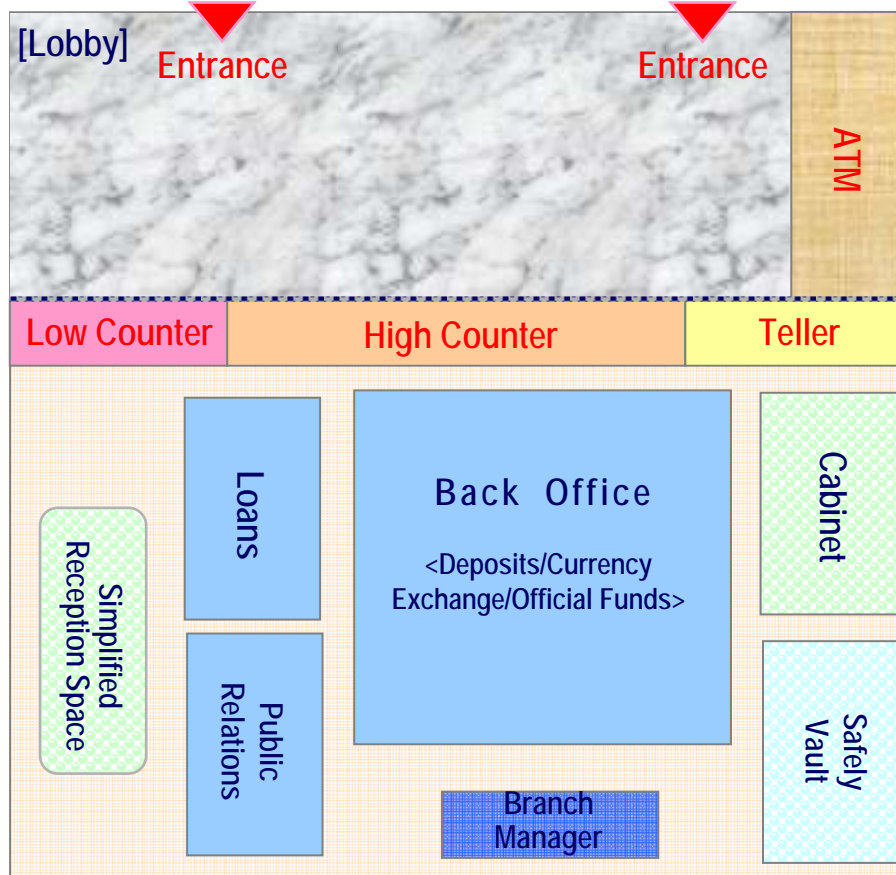 [Lobby]
Entrance
Entrance
ATM
Low Counter
High Counter
Teller
Loans
Back Office
<Deposits/Currency
Exchange/Official Funds>
Cabinet
Simplified
Reception Space
Public
Relations
Safely
Vault
Branch
Manager